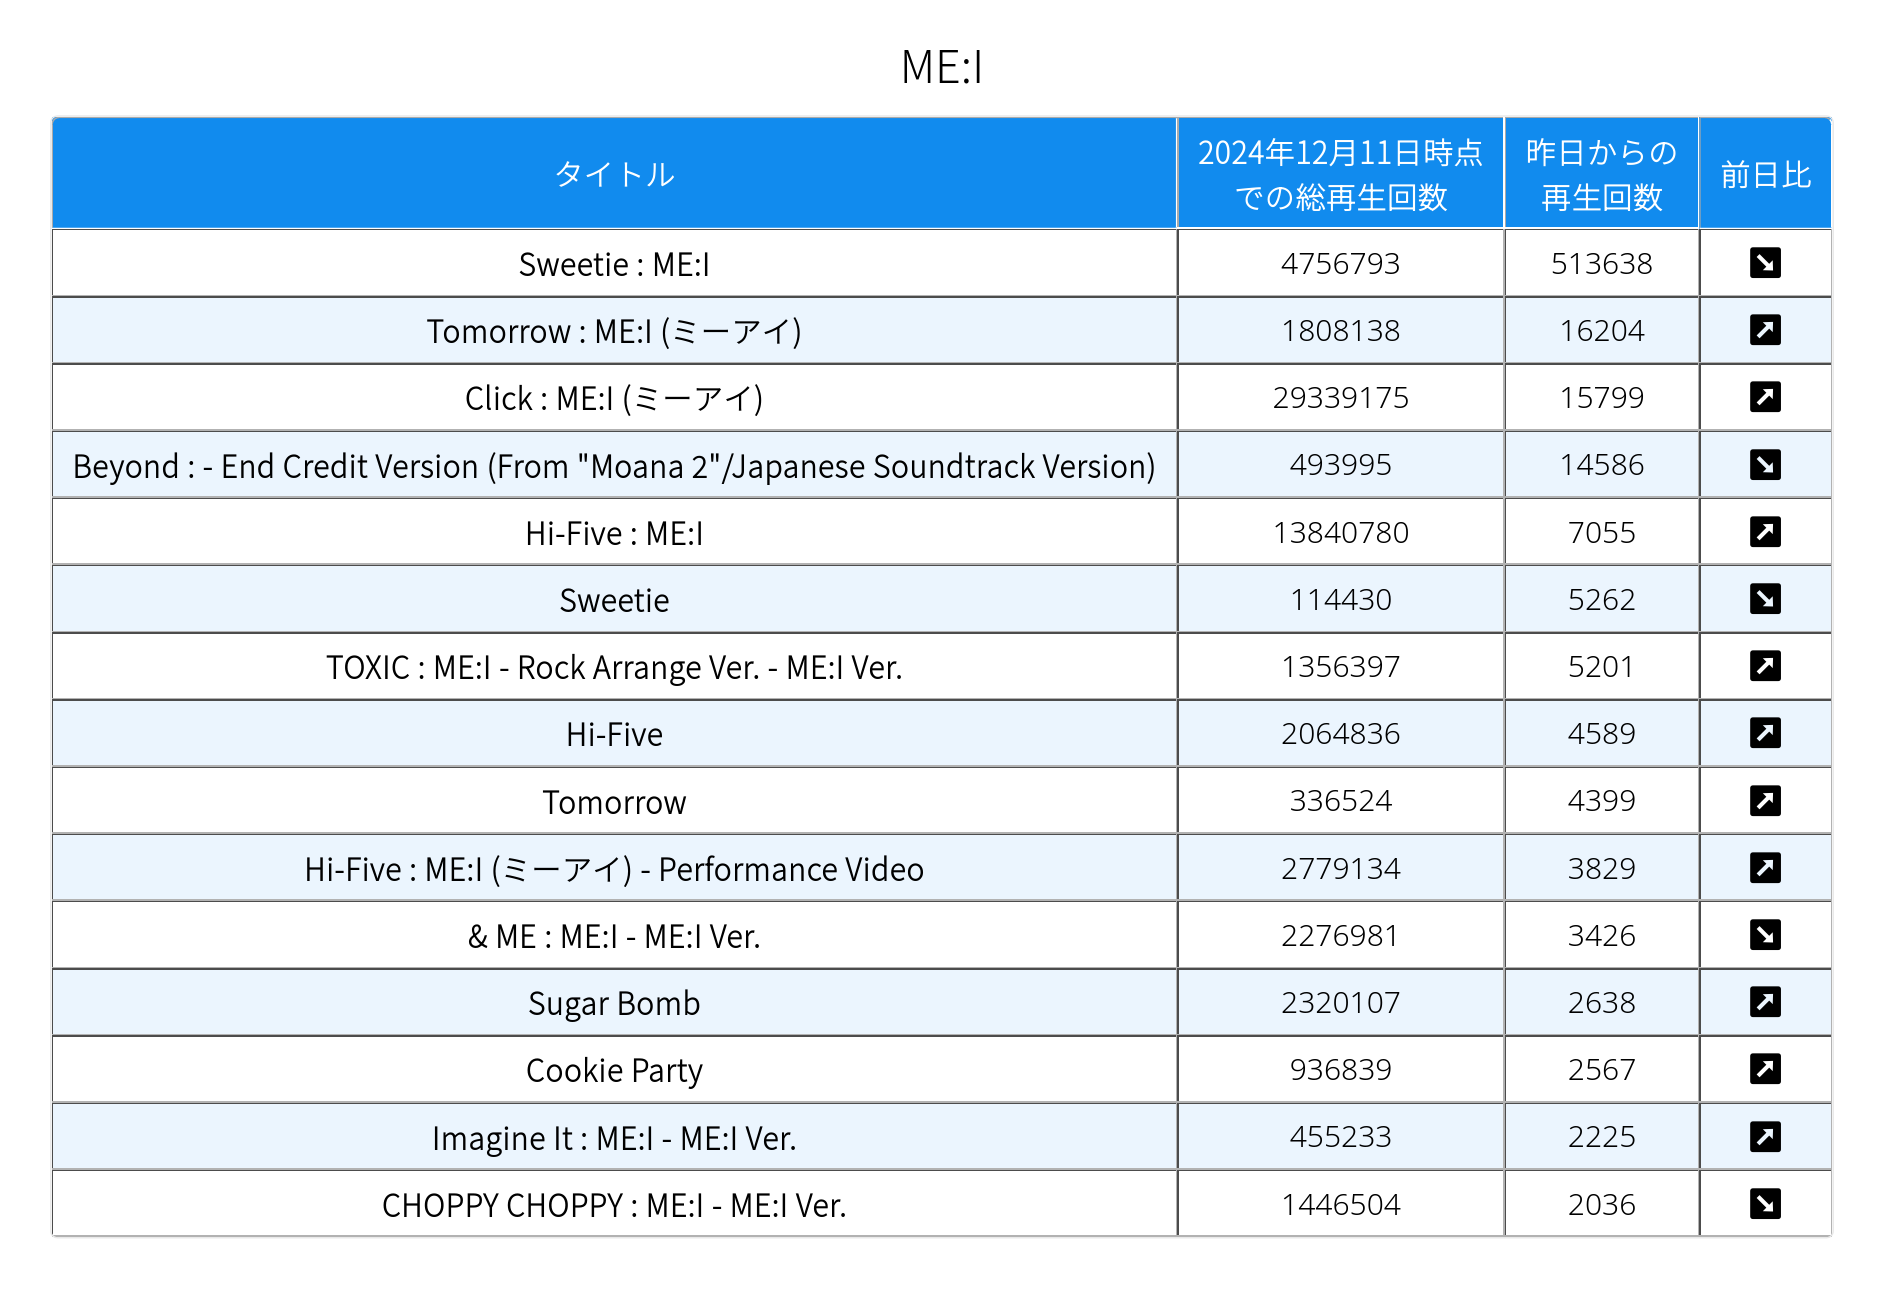 ME:I
タイトル
2024年12月11日時点
での総再生回数
昨日からの
再生回数
前日比
Sweetie : ME:I 4756793 513638
Tomorrow : ME:I (ミーアイ) 1808138 16204
Click : ME:I (ミーアイ) 29339175 15799
Beyond : - End Credit Version (From "Moana 2"/Japanese Soundtrack Version) 493995 14586
Hi-Five : ME:I 13840780 7055
Sweetie 114430 5262
TOXIC : ME:I - Rock Arrange Ver. - ME:I Ver. 1356397 5201
Hi-Five 2064836 4589
Tomorrow 336524 4399
Hi-Five : ME:I (ミーアイ) - Performance Video 2779134 3829
& ME : ME:I - ME:I Ver. 2276981 3426
Sugar Bomb 2320107 2638
Cookie Party 936839 2567
Imagine It : ME:I - ME:I Ver. 455233 2225
CHOPPY CHOPPY : ME:I - ME:I Ver. 1446504 2036